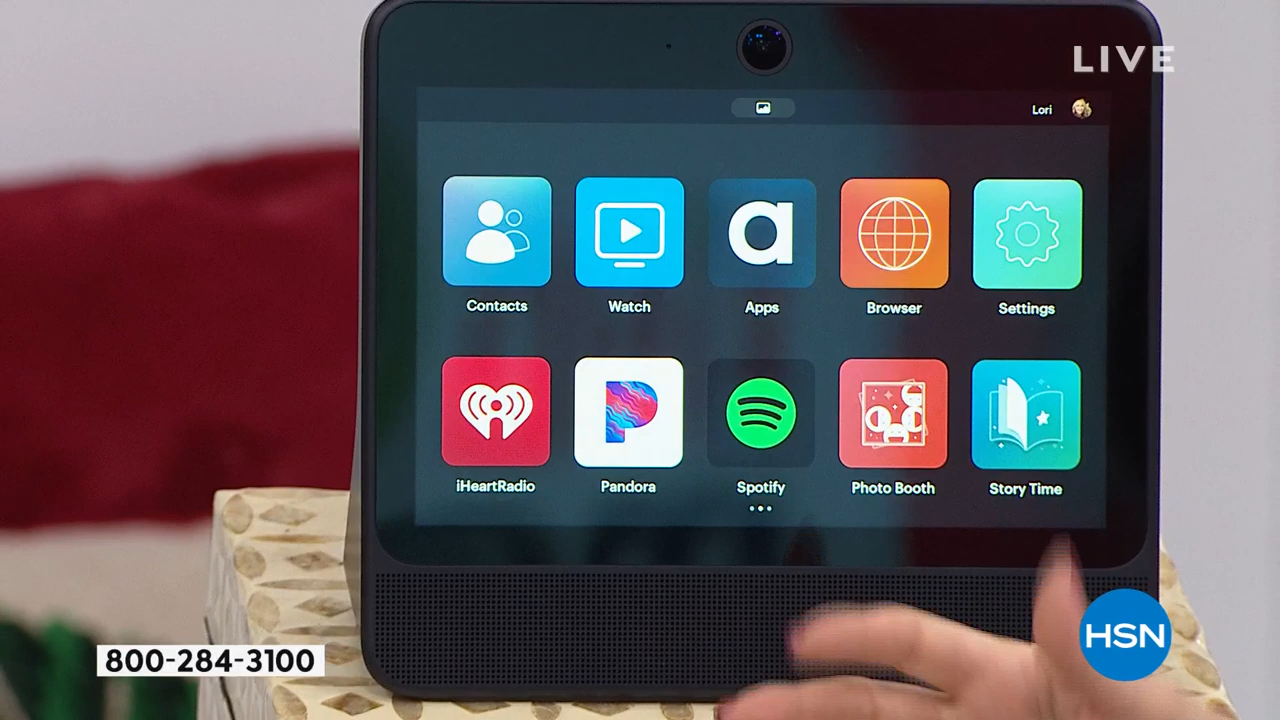 LIVE
Lori
Contacts
Watch
a
Apps
Browser
Settings
iHeartRadio
Pandora
Spotify
Photo Booth
Story Time
800-284-3100
HSN